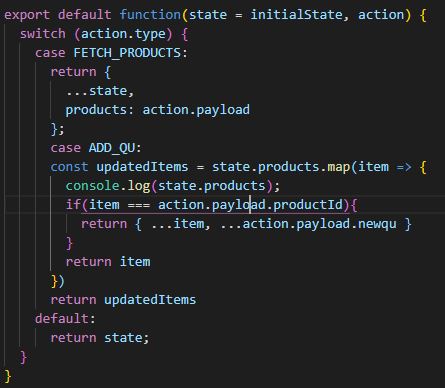 export default function(state = initialState, action) {
  switch (action.type) {
    case FETCH_PRODUCTS:
      return {
        ...state,
        products: action.payload
      };
      case ADD_QU:
      const updatedItems = state.products.map(item => {
        console.log(state.products);
        if(item === action.payload.productId){
          return { ...item, ...action.payload.newqu }
        }
        return item
      })
      return updatedItems
    default:
      return state;
  }
}